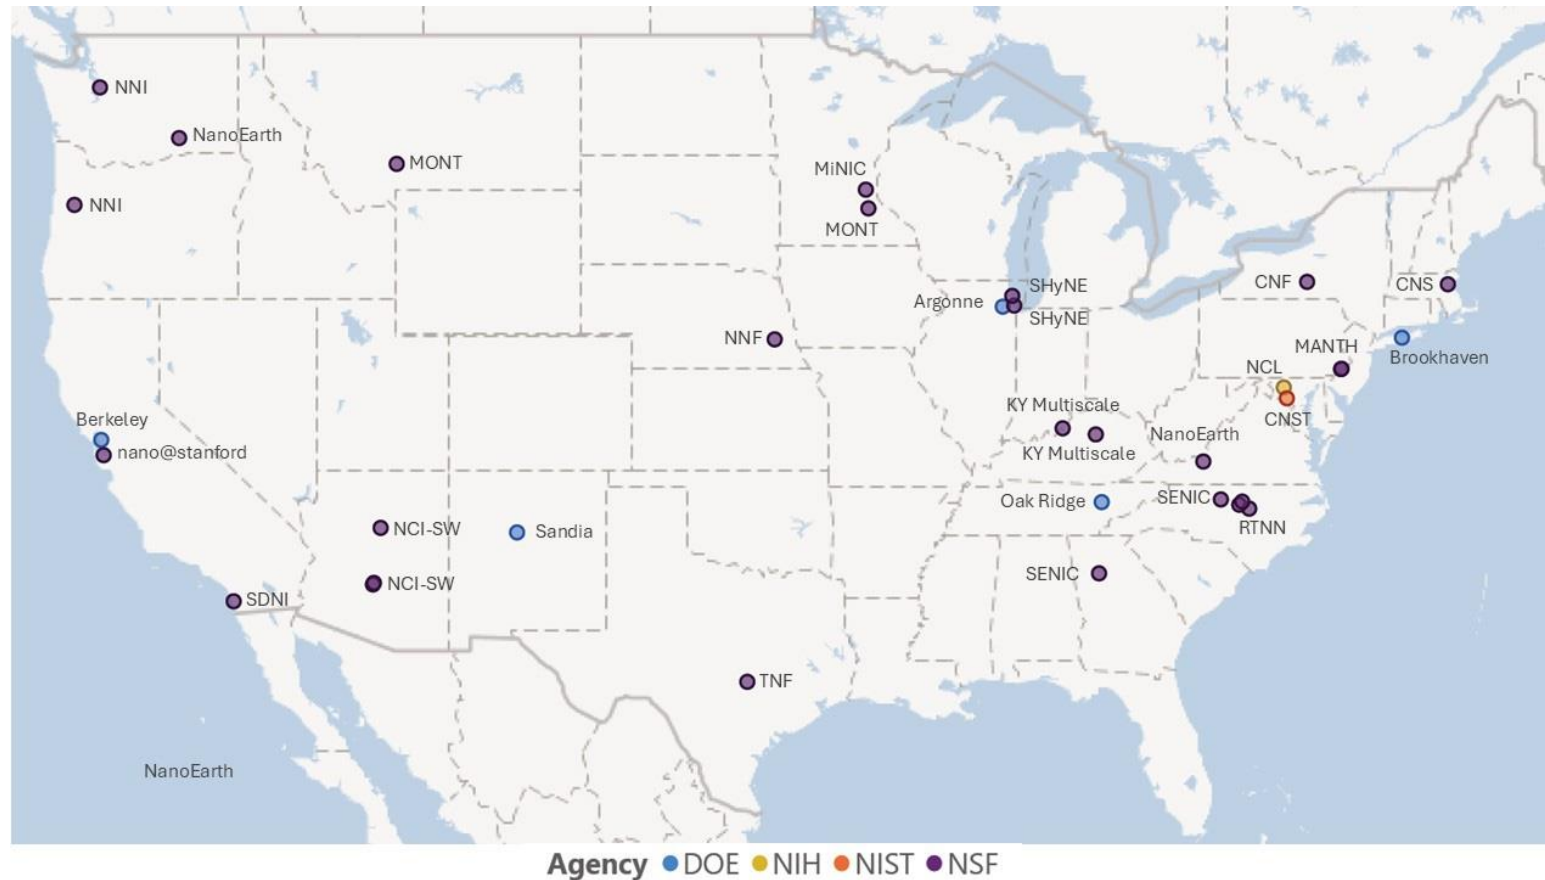 NNI
NanoEarth
MONT
MiNIC
NNI
MONT
CNF
CNS
SHyNE
Argonne
SHyNE
NNF
MANTH
Brookhaven
NCL
KY Multiscale
CNST
Berkeley
NanoEarth
nano@stanford
KY Multiscale
SENIC
Oak Ridge
NCI-SW
Sandia
RTNN
SENIC
NCI-SW
SDNI
TNF
NanoEarth
Agency DOE NIH NIST NSF